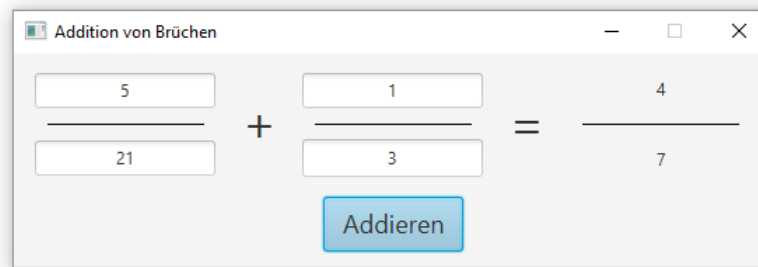 Addition von Brüchen
5 1 4
+ =
21 3 7
Addieren